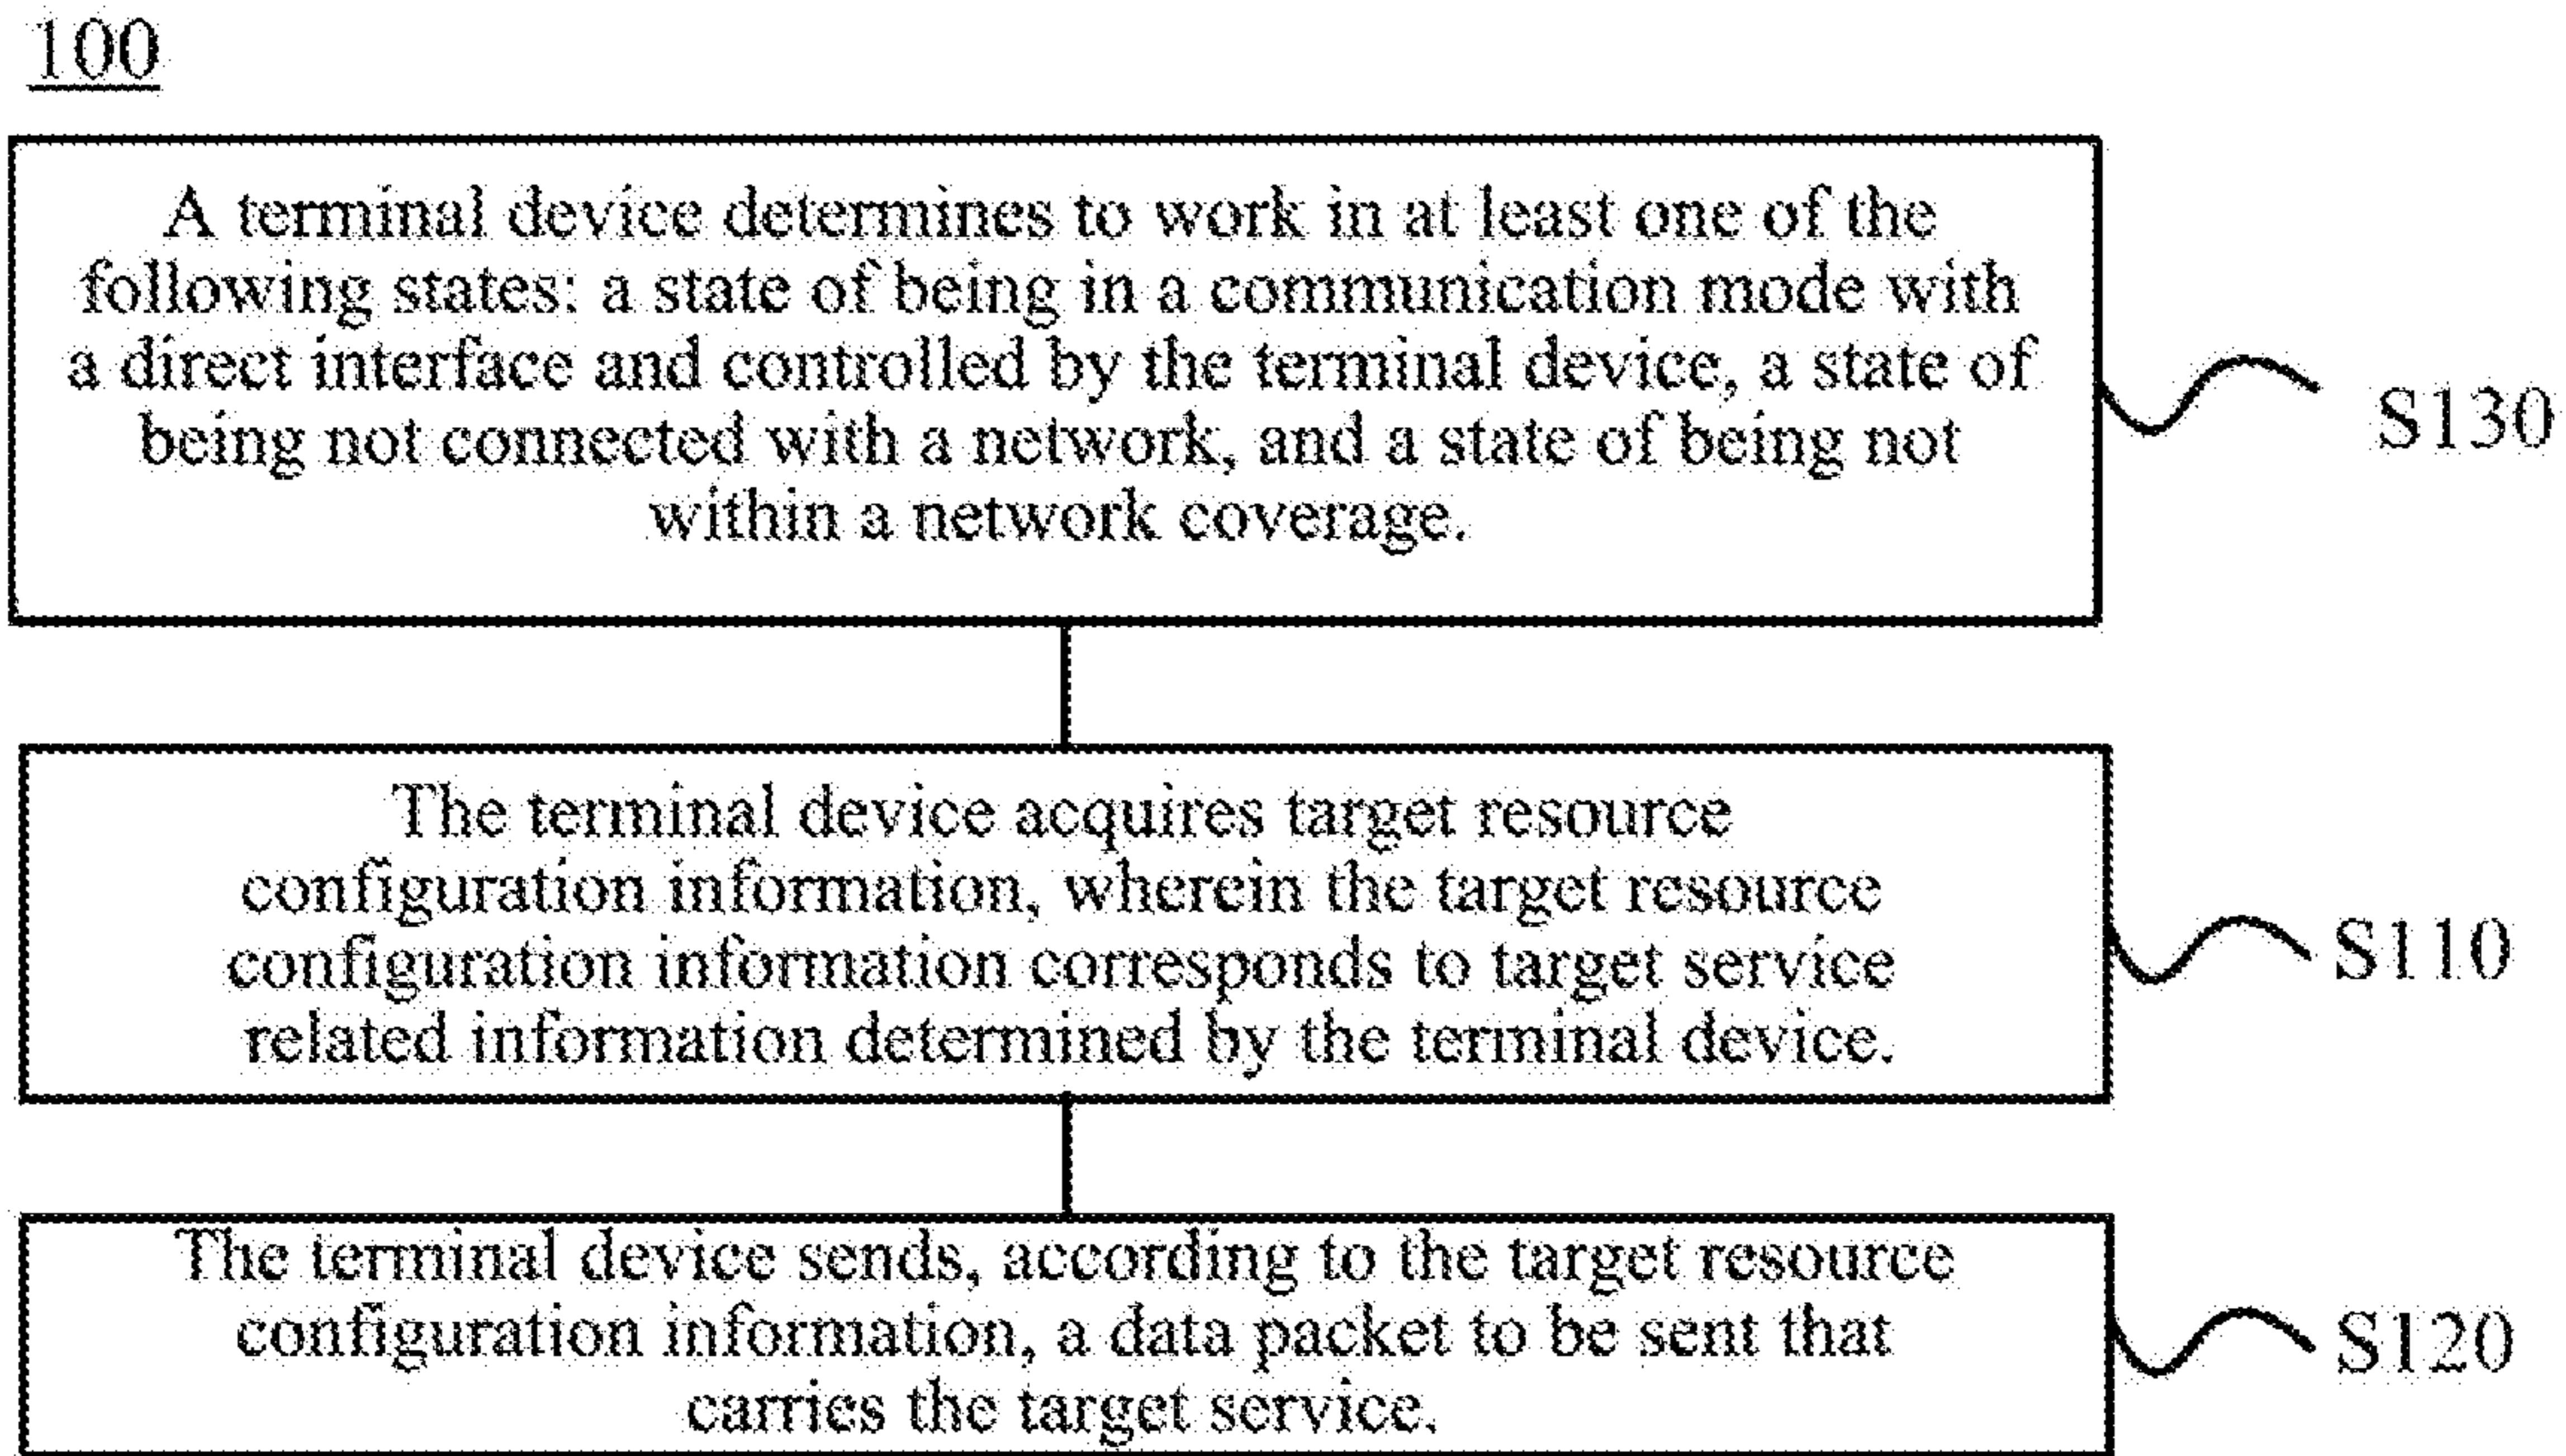 100
A terminal device determines to work in at least one of the
following states: a state of being in a communication mode with
a direct interface and controlled by the terminal device, a state of
being not connected with a network, and a state of being not
within a network coverage.
S130
The terminal device acquires target resource
configuration information, wherein the target resource
configuration information corresponds to target service
related information determined by the terminal device.
S110
The terminal device sends, according to the target resource
configuration information, a data packet to be sent that
carries the target service.
S120